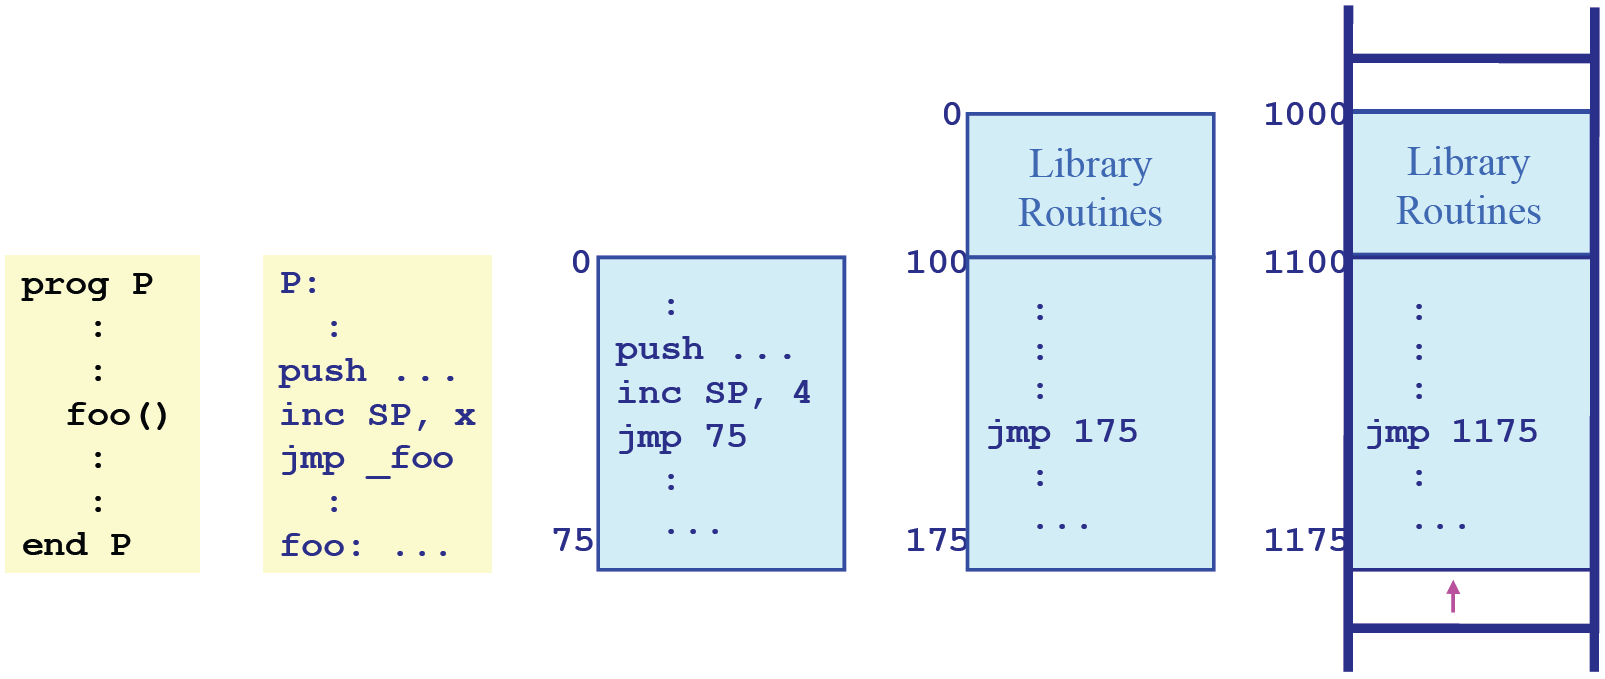 prog P
:
:
foo()
:
:
end P
P:
:
push ...
inc SP, x
jmp _foo
:
foo: ...
0
:
push ...
inc SP, 4
jmp 75
:
...
75
0
Library
Routines
100
:
:
:
jmp 175
:
...
175
1000
Library
Routines
1100
:
:
:
jmp 1175
:
...
1175